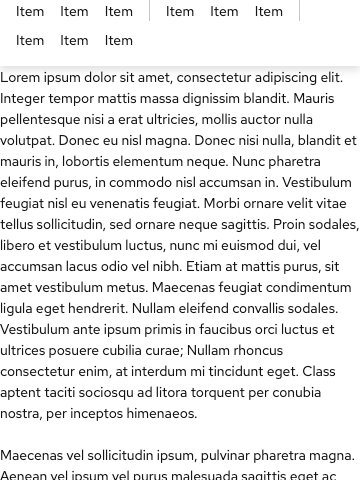 Item Item Item Item Item Item
Item Item Item
Lorem ipsum dolor sit amet, consectetur adipiscing elit.
Integer tempor mattis massa dignissim blandit. Mauris
pellentesque nisi a erat ultricies, mollis auctor nulla
volutpat. Donec eu nisl magna. Donec nisi nulla, blandit et
mauris in, lobortis elementum neque. Nunc pharetra
eleifend purus, in commodo nisl accumsan in. Vestibulum
feugiat nisl eu venenatis feugiat. Morbi ornare velit vitae
tellus sollicitudin, sed ornare neque sagittis. Proin sodales,
libero et vestibulum luctus, nunc mi euismod dui, vel
accumsan lacus odio vel nibh. Etiam at mattis purus, sit
amet vestibulum metus. Maecenas feugiat condimentum
ligula eget hendrerit. Nullam eleifend convallis sodales.
Vestibulum ante ipsum primis in faucibus orci luctus et
ultrices posuere cubilia curae; Nullam rhoncus
consectetur enim, at interdum mi tincidunt eget. Class
aptent taciti sociosqu ad litora torquent per conubia
nostra, per inceptos himenaeos.
Maecenas vel sollicitudin ipsum, pulvinar pharetra magna.
Aenean vel ipsum vel purus malesuada sagittis eget ac